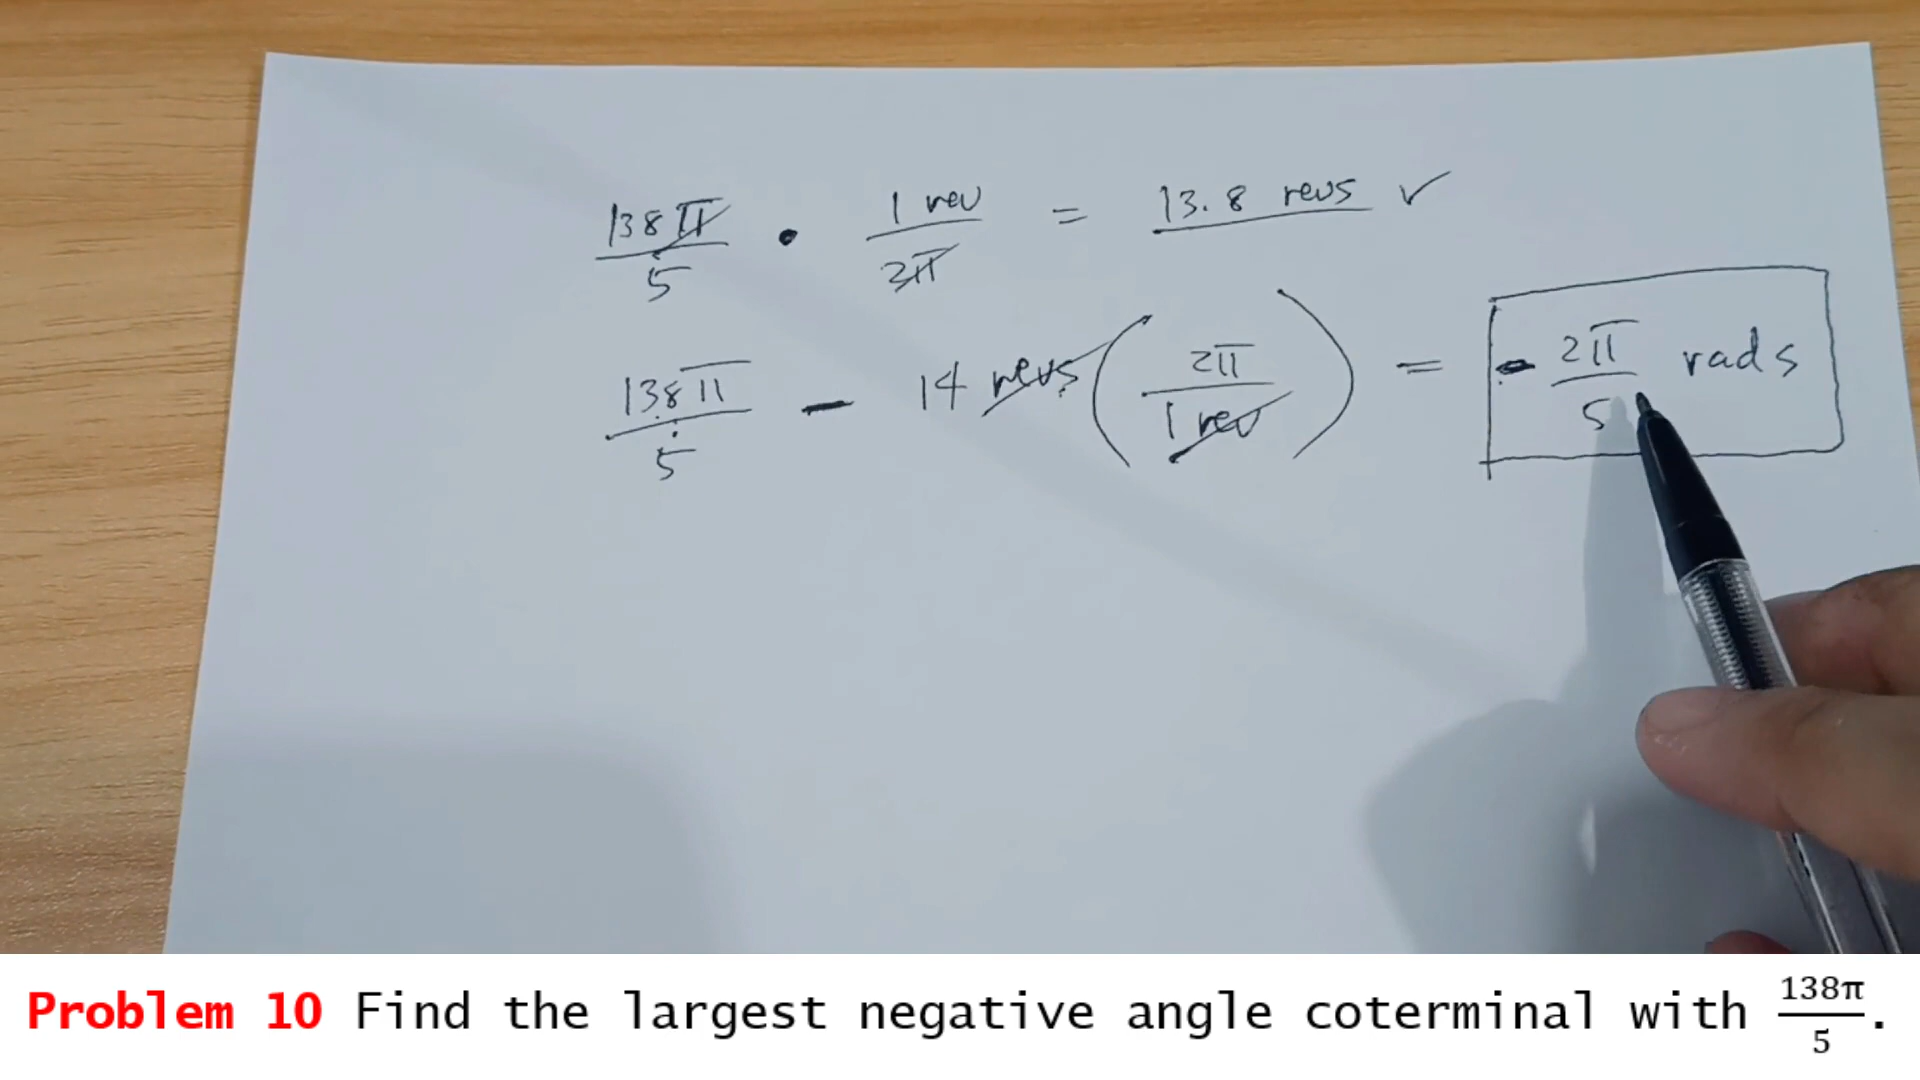 138π/5 • 1 rev/2π = 13.8 revs ✓
138π/5 - 14 revs (2π/1 rev) = - 2π/5 rads
Problem 10 Find the largest negative angle coterminal with 138π/5.